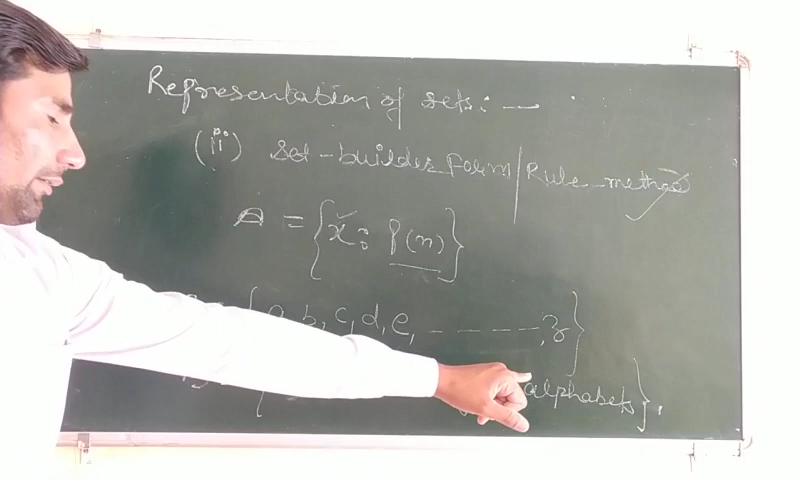 Representation of sets: —
(ii) Set-builder Form/Rule method
A = {x: p(n)}
{a, b, c, d, e, - - - - -, z}
alphabets}.